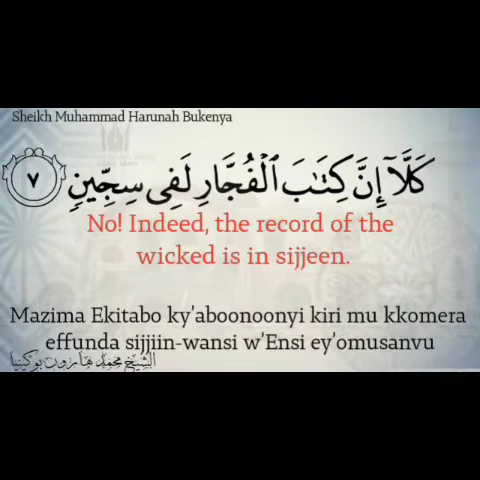 Sheikh Muhammad Harunah Bukenya
كَلَّآ إِنَّ كِتَٰبَ ٱلْفُجَّارِ لَفِى سِجِّينٍ ٧
No! Indeed, the record of the
wicked is in sijjeen.
Mazima Ekitabo ky'aboonoonyi kiri mu kkomera
effunda sijjiin-wansi w'Ensi ey'omusanvu
الشيخ محمد هارون بوكينيا